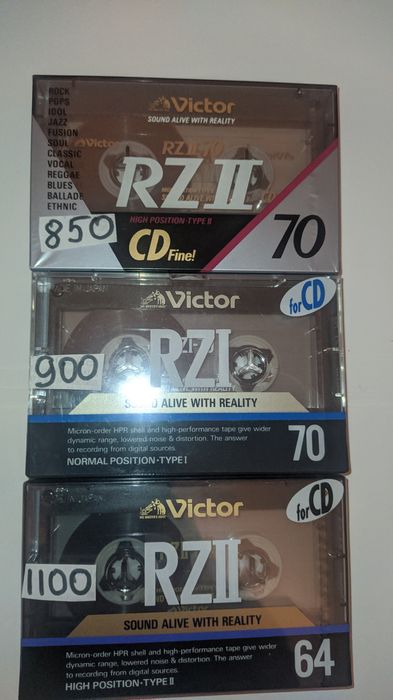 ROCK
POPS
IDOL
JAZZ
FUSION
SOUL
CLASSIC
VOCAL
REGGAE
BLUES
BALLADE
ETHNIC
Victor
SOUND ALIVE WITH REALITY
Victor
RZII
HIGH POSITION·TYPE II
850
CD Fine!
70
MADE IN JAPAN
Victor
for CD
RZI
900
SOUND ALIVE WITH REALITY
Micron-order HPR shell and high-performance tape give wider
dynamic range, lowered noise & distortion. The answer
to recording from digital sources.
70
NORMAL POSITION·TYPE I
Victor
for CD
RZII
1100
SOUND ALIVE WITH REALITY
Micron-order HPR shell and high-performance tape give wider
dynamic range, lowered noise & distortion. The answer
to recording from digital sources.
64
HIGH POSITION·TYPE II